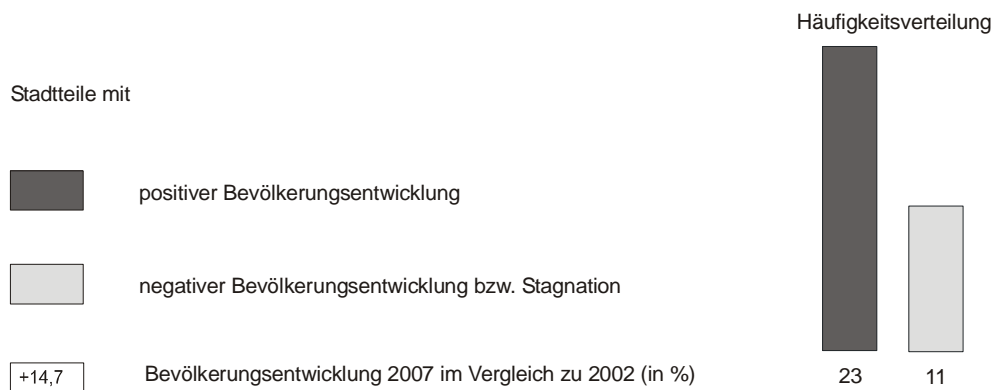 Häufigkeitsverteilung
Stadtteile mit
positiver Bevölkerungsentwicklung
negativer Bevölkerungsentwicklung bzw. Stagnation
+14,7 Bevölkerungsentwicklung 2007 im Vergleich zu 2002 (in %)
23 11